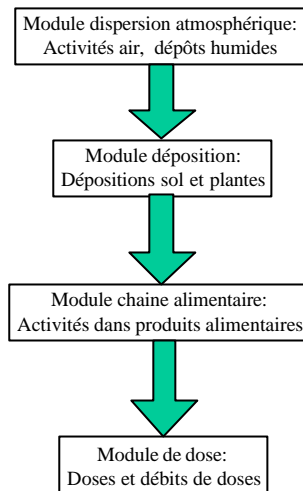 Module dispersion atmosphérique:
Activités air, dépôts humides
Module déposition:
Dépositions sol et plantes
Module chaine alimentaire:
Activités dans produits alimentaires
Module de dose:
Doses et débits de doses